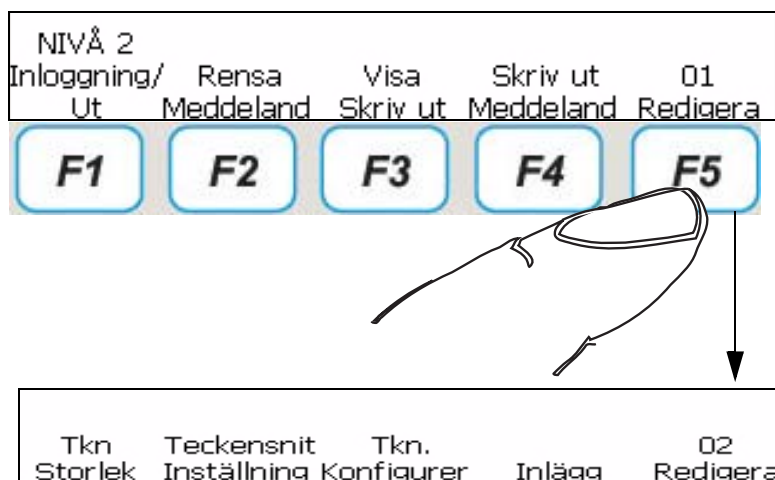 NIVÅ 2
Inloggning/ Rensa Visa Skriv ut 01
Ut Meddeland Skriv ut Meddeland Redigera
F1 F2 F3 F4 F5
Tkn Teckensnit Tkn. 02
Storlek Inställning Konfigurer Inlägg Redigera